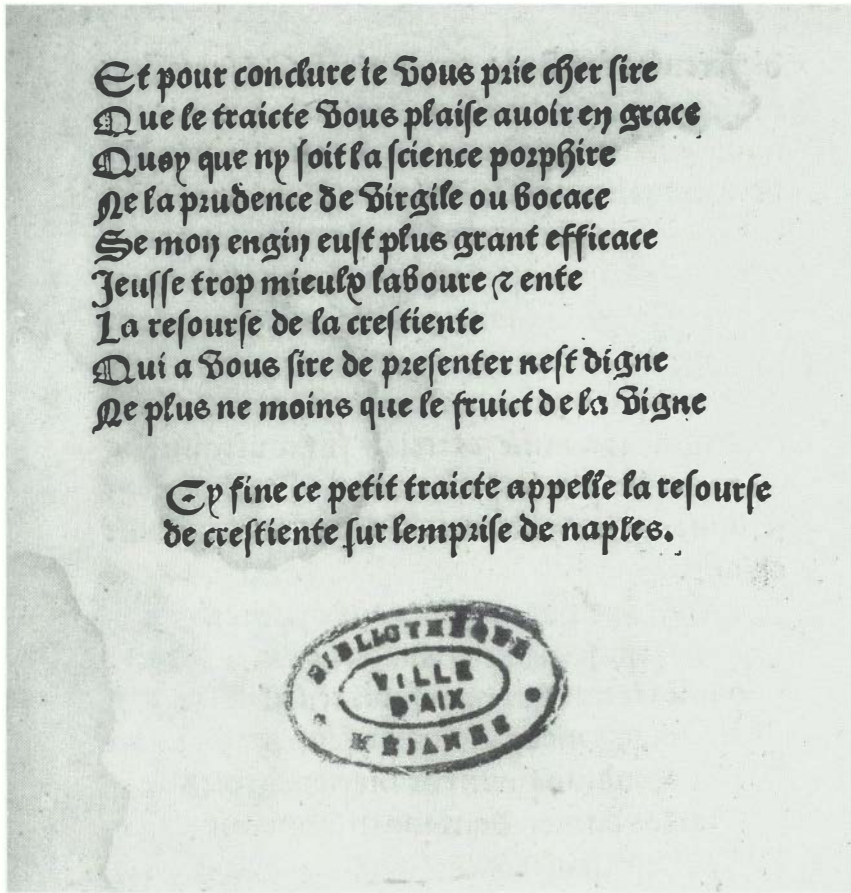 Et pour conclure ie vous prie cher sire
Que le traicte vous plaise auoir en grace
Quoy que ny soit la science porphire
Ne la prudence de virgile ou bocace
Se mon engin eust plus grant efficace
Jeusse trop mieulx laboure ⁊ ente
La resourse de la crestiente
Qui a vous sire de presenter nest digne
Ne plus ne moins que le fruict de la vigne
Cy fine ce petit traicte appelle la resourse
de crestiente sur lemprise de naples.
BIBLIOTHÈQUE
VILLE
D'AIX
MÉJANES